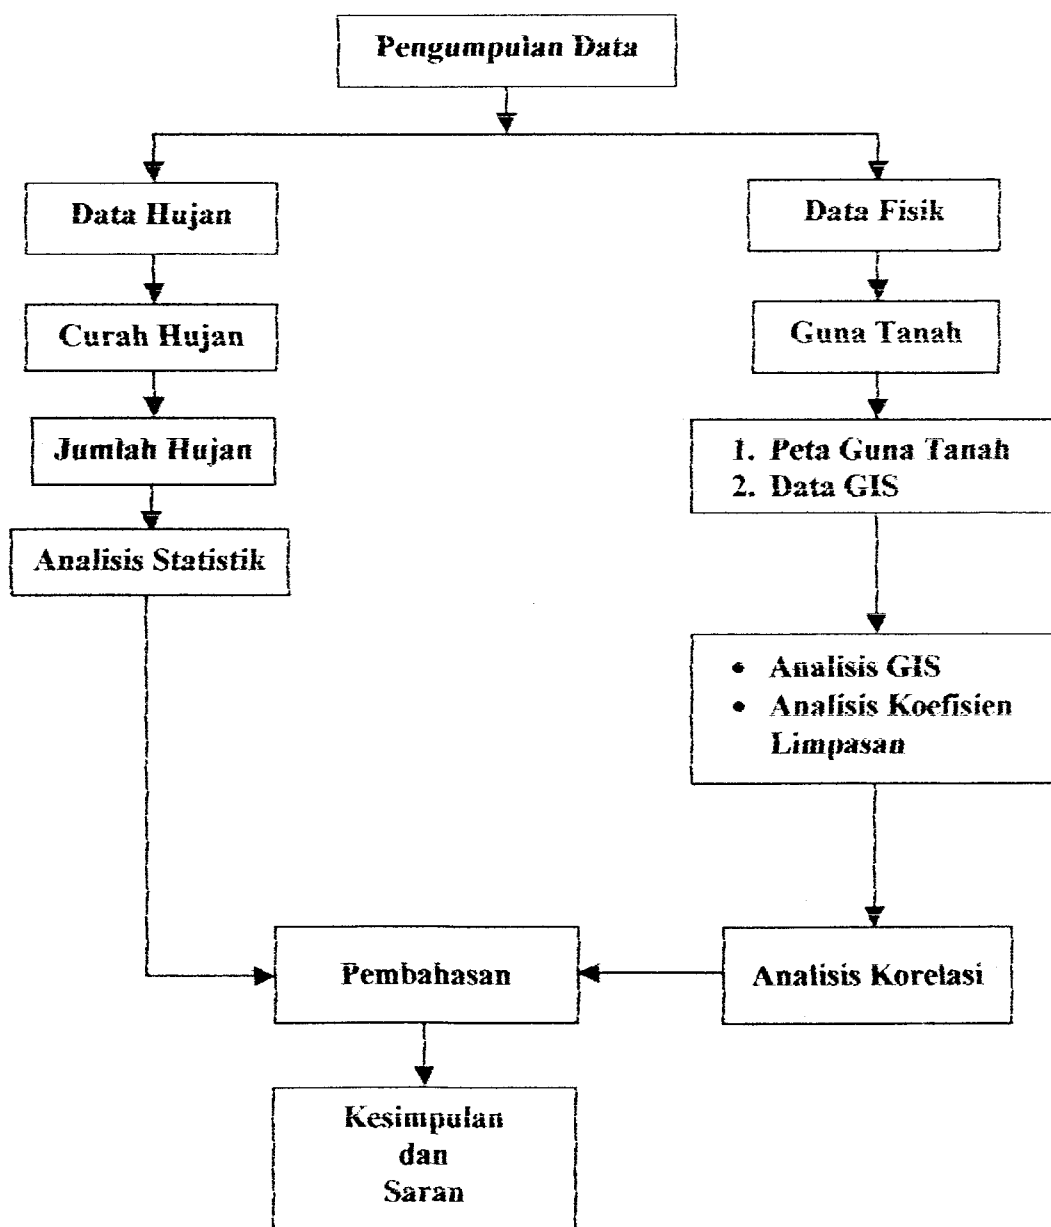 Pengumpulan Data
Data Hujan
Data Fisik
Curah Hujan
Guna Tanah
Jumlah Hujan
1. Peta Guna Tanah
2. Data GIS
Analisis Statistik
• Analisis GIS
• Analisis Koefisien
Limpasan
Pembahasan
Analisis Korelasi
Kesimpulan
dan
Saran